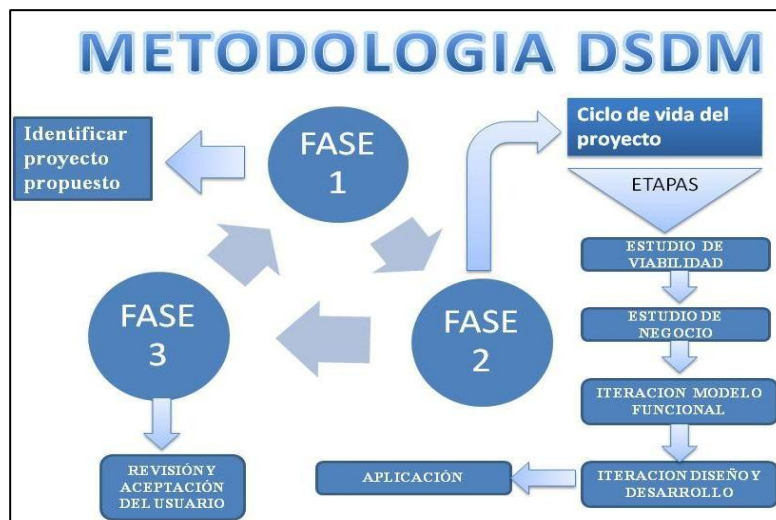 METODOLOGIA DSDM
Identificar
proyecto
propuesto
FASE
1
Ciclo de vida del
proyecto
ETAPAS
ESTUDIO DE
VIABILIDAD
ESTUDIO DE
NEGOCIO
ITERACION MODELO
FUNCIONAL
ITERACION DISEÑO Y
DESARROLLO
APLICACIÓN
FASE
2
FASE
3
REVISIÓN Y
ACEPTACIÓN
DEL USUARIO